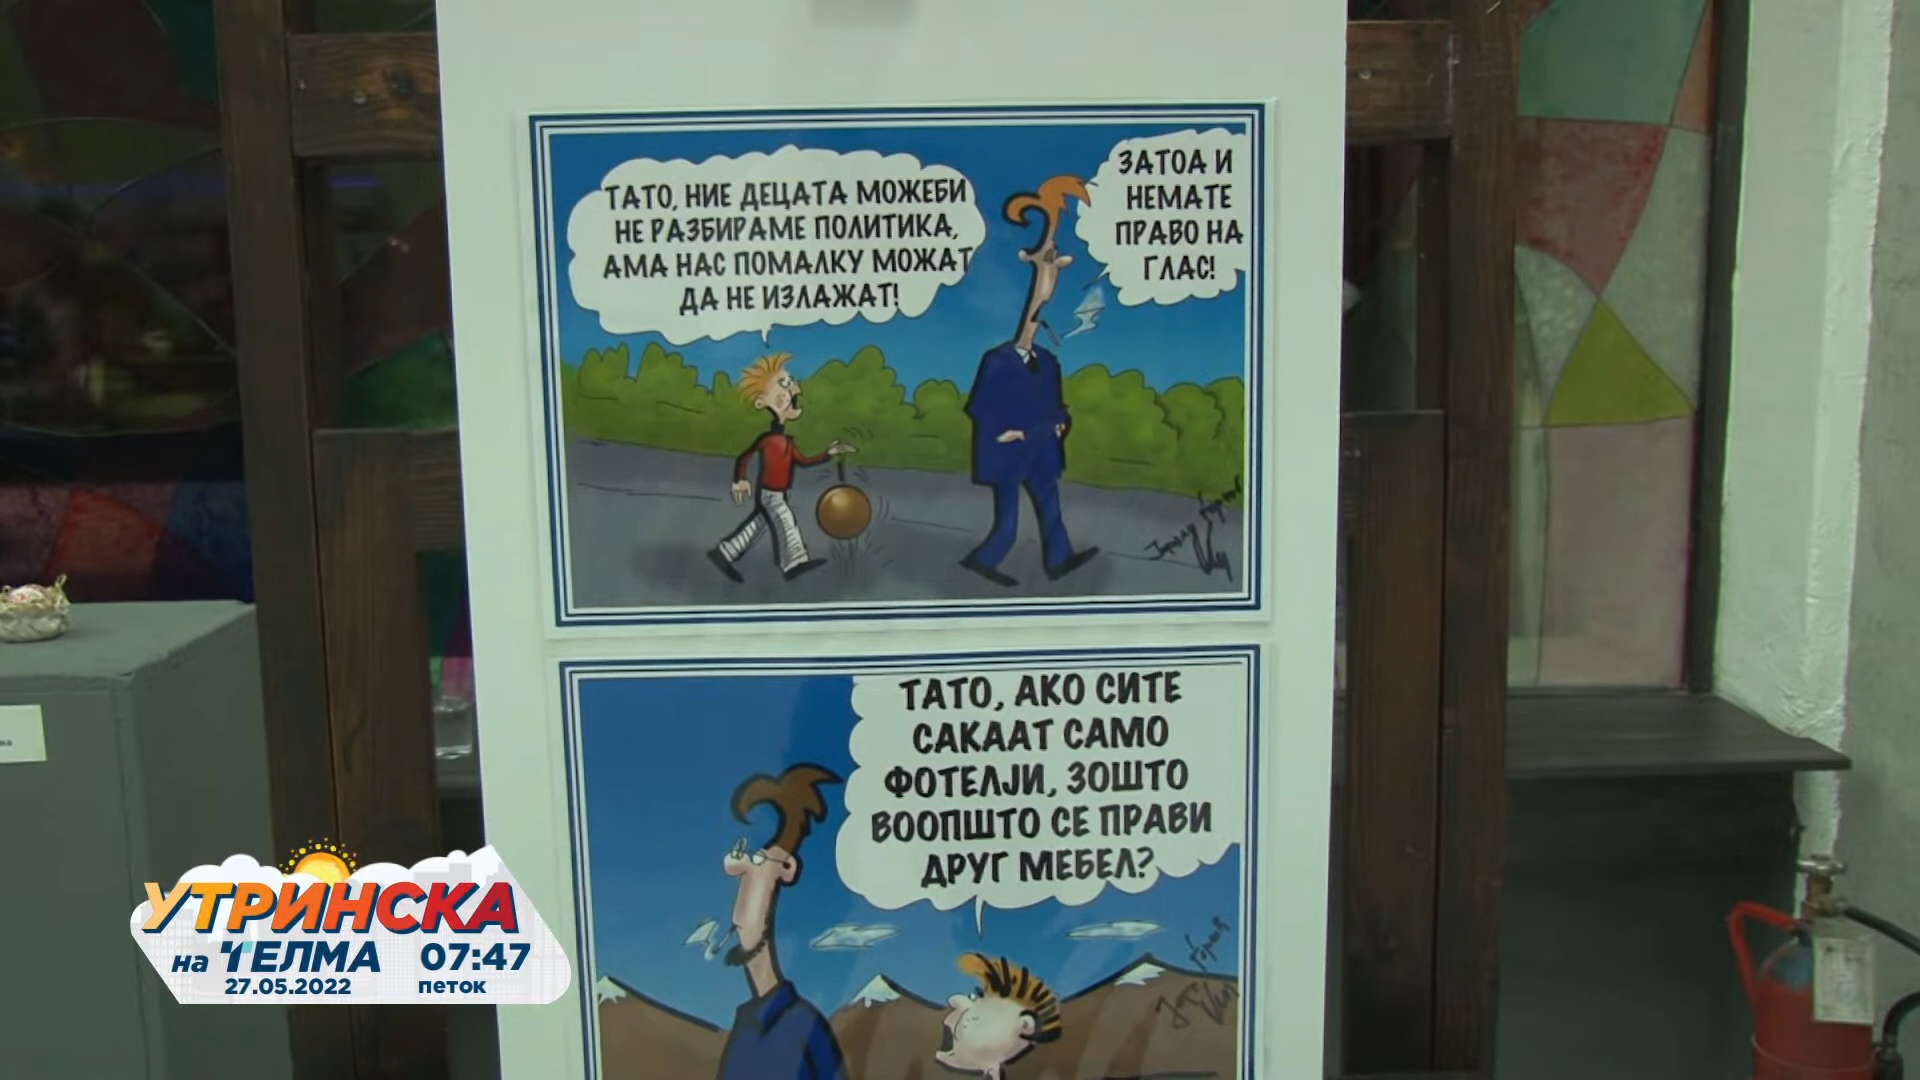 ТАТО, НИЕ ДЕЦАТА МОЖЕБИ
НЕ РАЗБИРАМЕ ПОЛИТИКА,
АМА НАС ПОМАЛКУ МОЖАТ
ДА НЕ ИЗЛАЖАТ!
ЗАТОА И
НЕМАТЕ
ПРАВО НА
ГЛАС!
ТАТО, АКО СИТЕ
САКААТ САМО
ФОТЕЛЈИ, ЗОШТО
ВООПШТО СЕ ПРАВИ
ДРУГ МЕБЕЛ?
УТРИНСКА
на ТЕЛМА 07:47
27.05.2022 петок